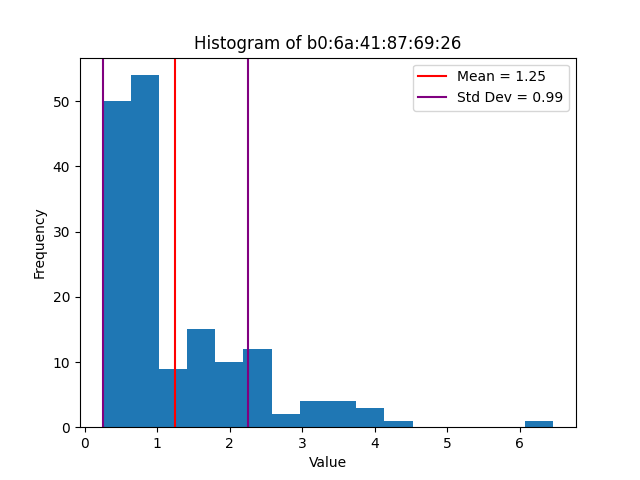 Histogram of b0:6a:41:87:69:26
Mean = 1.25
Std Dev = 0.99
Frequency
50
40
30
20
10
0
0 1 2 3 4 5 6
Value